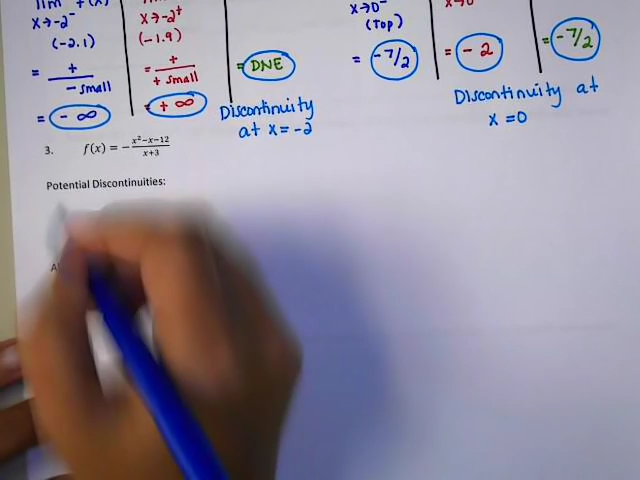 x→-2⁻
x→-2⁺
x→0⁻
(-2.1)
(-1.9)
(Top)
= + / - small
= + / + small
= DNE
= -7/2
= - 2
= -7/2
= - ∞
= + ∞
Discontinuity
at x = -2
Discontinuity at
x = 0
3. f(x) = - x²-x-12 / x+3
Potential Discontinuities: